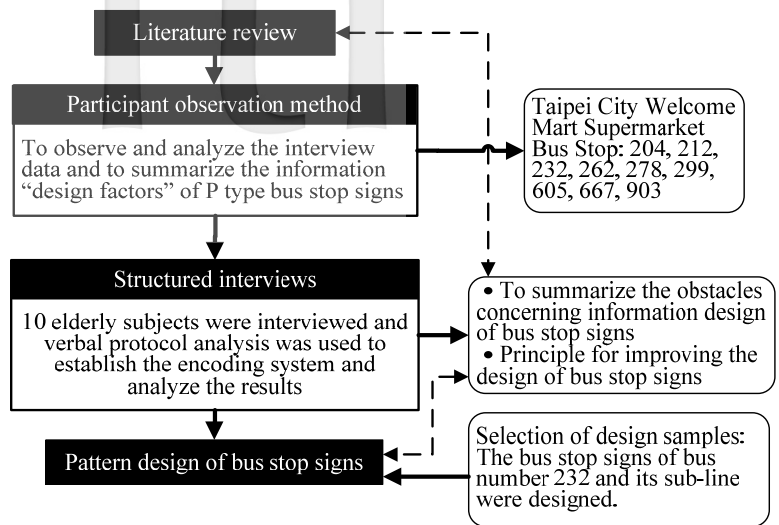 Literature review
Participant observation method
To observe and analyze the interview
data and to summarize the information
“design factors” of P type bus stop signs
Taipei City Welcome
Mart Supermarket
Bus Stop: 204, 212,
232, 262, 278, 299,
605, 667, 903
Structured interviews
10 elderly subjects were interviewed and
verbal protocol analysis was used to
establish the encoding system and
analyze the results
• To summarize the obstacles
concerning information design
of bus stop signs
• Principle for improving the
design of bus stop signs
Pattern design of bus stop signs
Selection of design samples:
The bus stop signs of bus
number 232 and its sub-line
were designed.